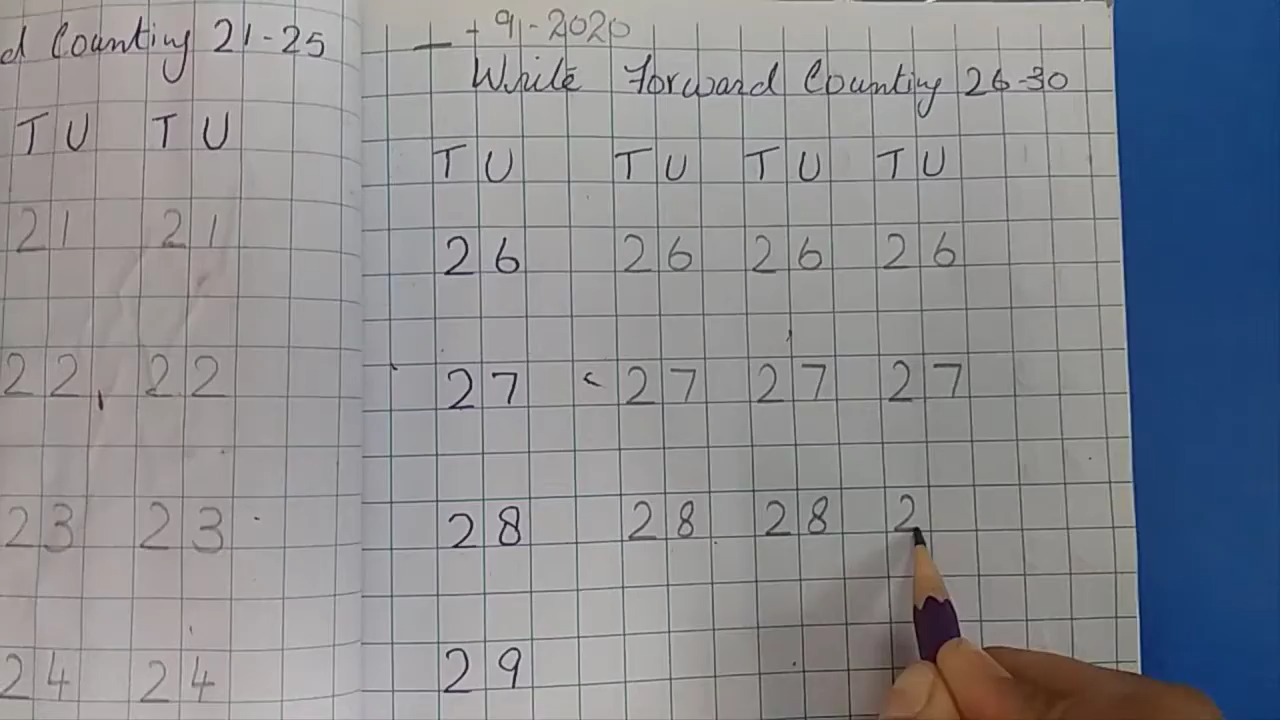 d Counting 21-25
T U T U
21 21
22, 22
23 23
24 24
- 9-2020
Write Forward Counting 26-30
T U T U T U T U
26 26 26 26
27 27 27 27
28 28 28 2
29